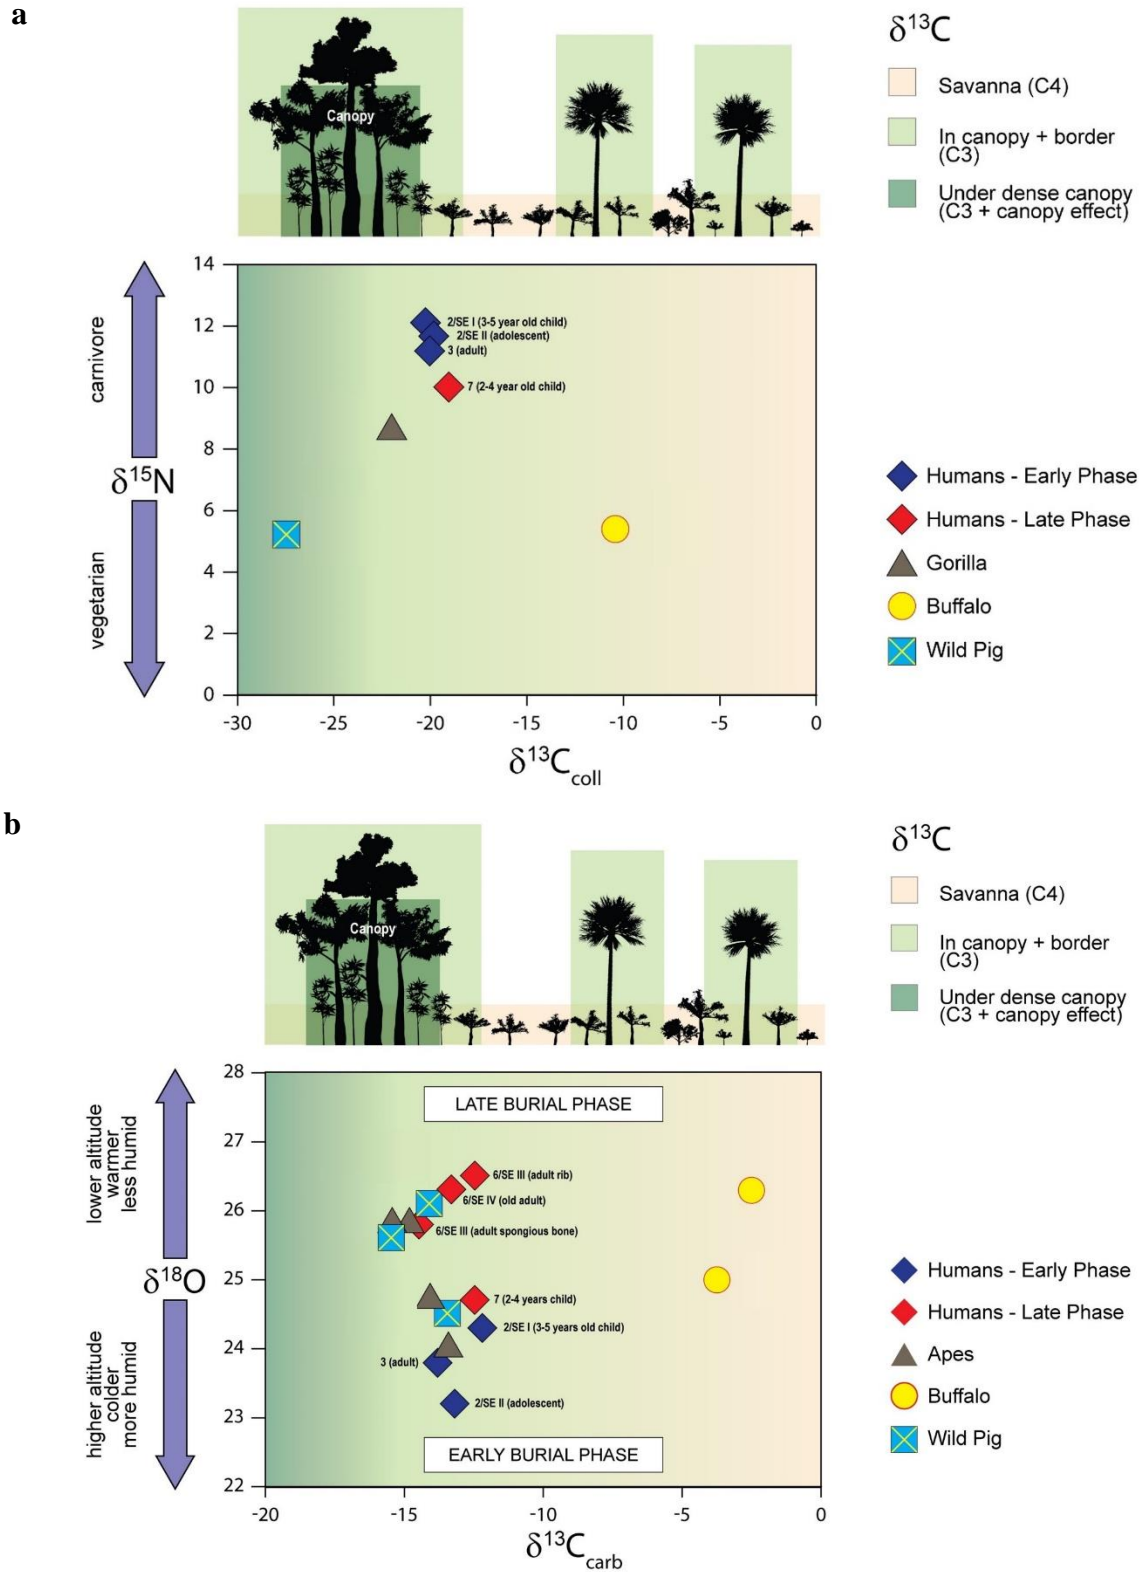 a
Canopy
δ¹³C
Savanna (C4)
In canopy + border
(C3)
Under dense canopy
(C3 + canopy effect)
carnivore
δ¹⁵N
vegetarian
14
12
10
8
6
4
2
0
2/SE I (3-5 year old child)
2/SE II (adolescent)
3 (adult)
7 (2-4 year old child)
-30
-25
-20
-15
-10
-5
0
δ¹³Ccoll
Humans - Early Phase
Humans - Late Phase
Gorilla
Buffalo
Wild Pig
b
Canopy
δ¹³C
Savanna (C4)
In canopy + border
(C3)
Under dense canopy
(C3 + canopy effect)
lower altitude
warmer
less humid
δ¹⁸O
higher altitude
colder
more humid
28
27
26
25
24
23
22
LATE BURIAL PHASE
6/SE III (adult rib)
6/SE IV (old adult)
6/SE III (adult spongious bone)
7 (2-4 years child)
2/SE I (3-5 years old child)
3 (adult)
2/SE II (adolescent)
EARLY BURIAL PHASE
-20
-15
-10
-5
0
δ¹³Ccarb
Humans - Early Phase
Humans - Late Phase
Apes
Buffalo
Wild Pig